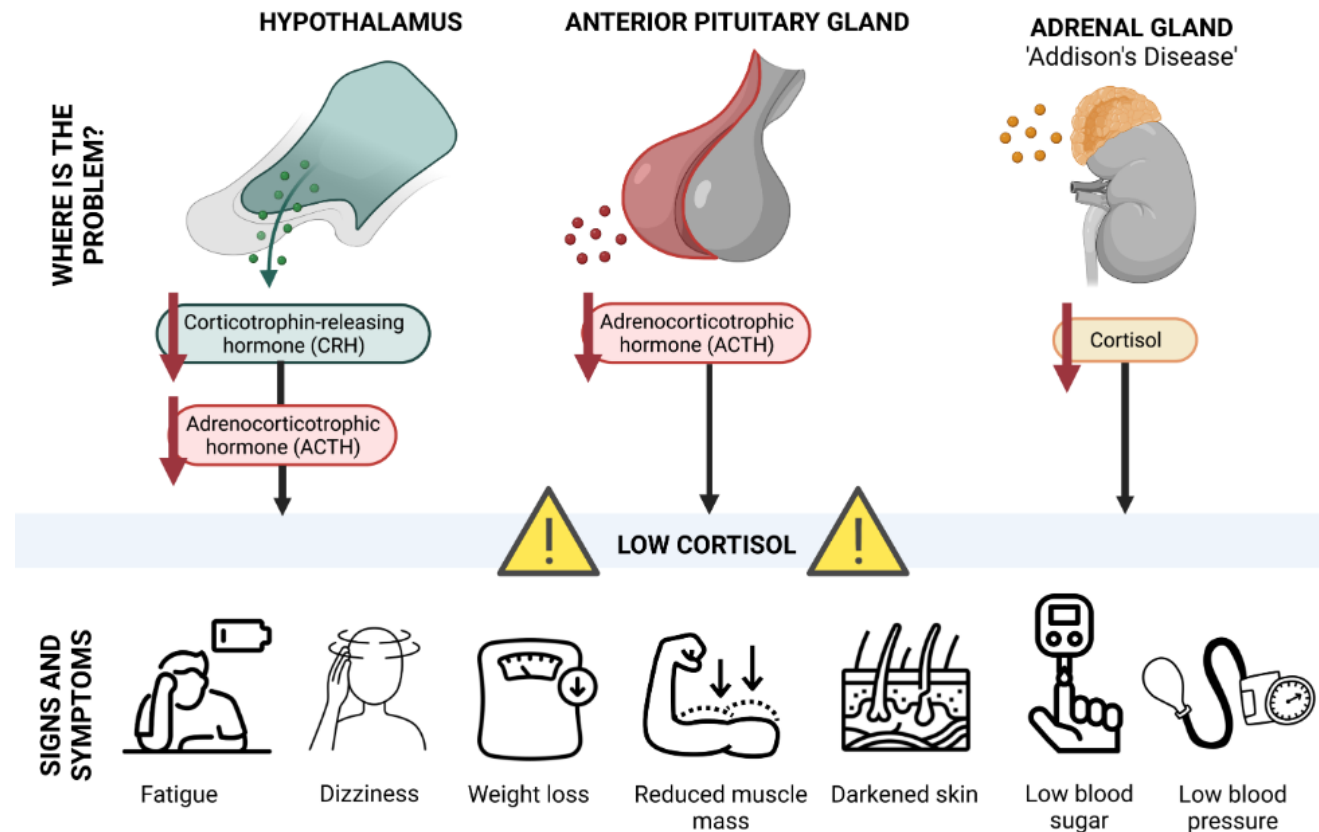 HYPOTHALAMUS
ANTERIOR PITUITARY GLAND
ADRENAL GLAND
'Addison's Disease'
WHERE IS THE
PROBLEM?
Corticotrophin-releasing
hormone (CRH)
Adrenocorticotrophic
hormone (ACTH)
Adrenocorticotrophic
hormone (ACTH)
Cortisol
LOW CORTISOL
SIGNS AND
SYMPTOMS
Fatigue
Dizziness
Weight loss
Reduced muscle
mass
Darkened skin
Low blood
sugar
Low blood
pressure